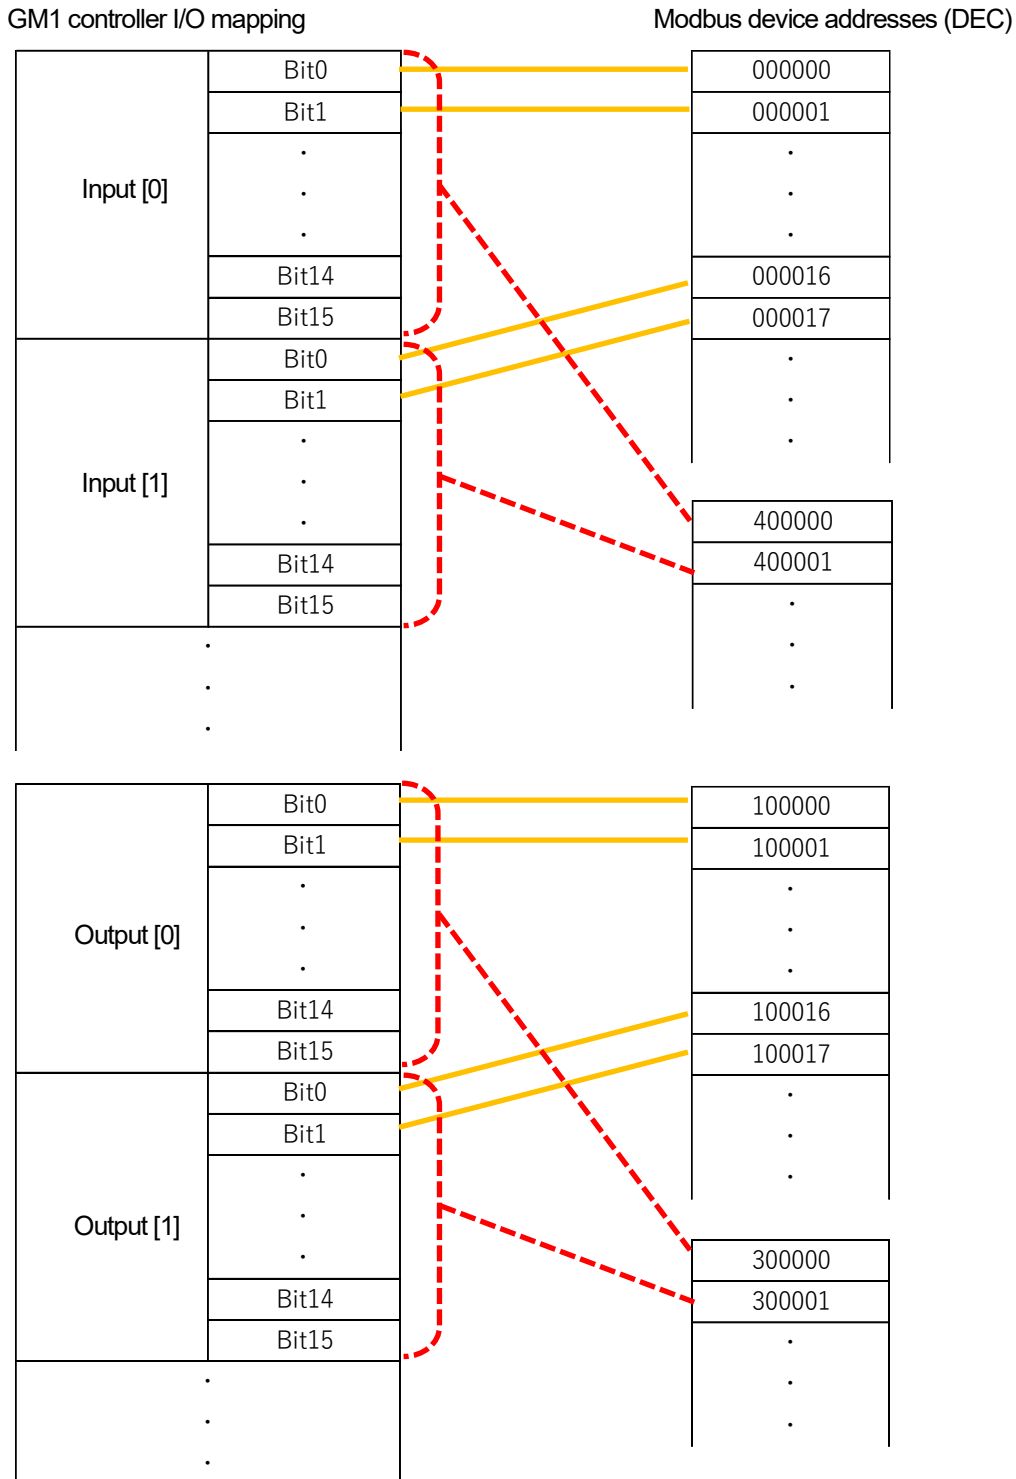 GM1 controller I/O mapping
Modbus device addresses (DEC)
Input [0]
Bit0
Bit1
Bit14
Bit15
000000
000001
000016
000017
Input [1]
Bit0
Bit1
Bit14
Bit15
400000
400001
Output [0]
Bit0
Bit1
Bit14
Bit15
100000
100001
100016
100017
Output [1]
Bit0
Bit1
Bit14
Bit15
300000
300001